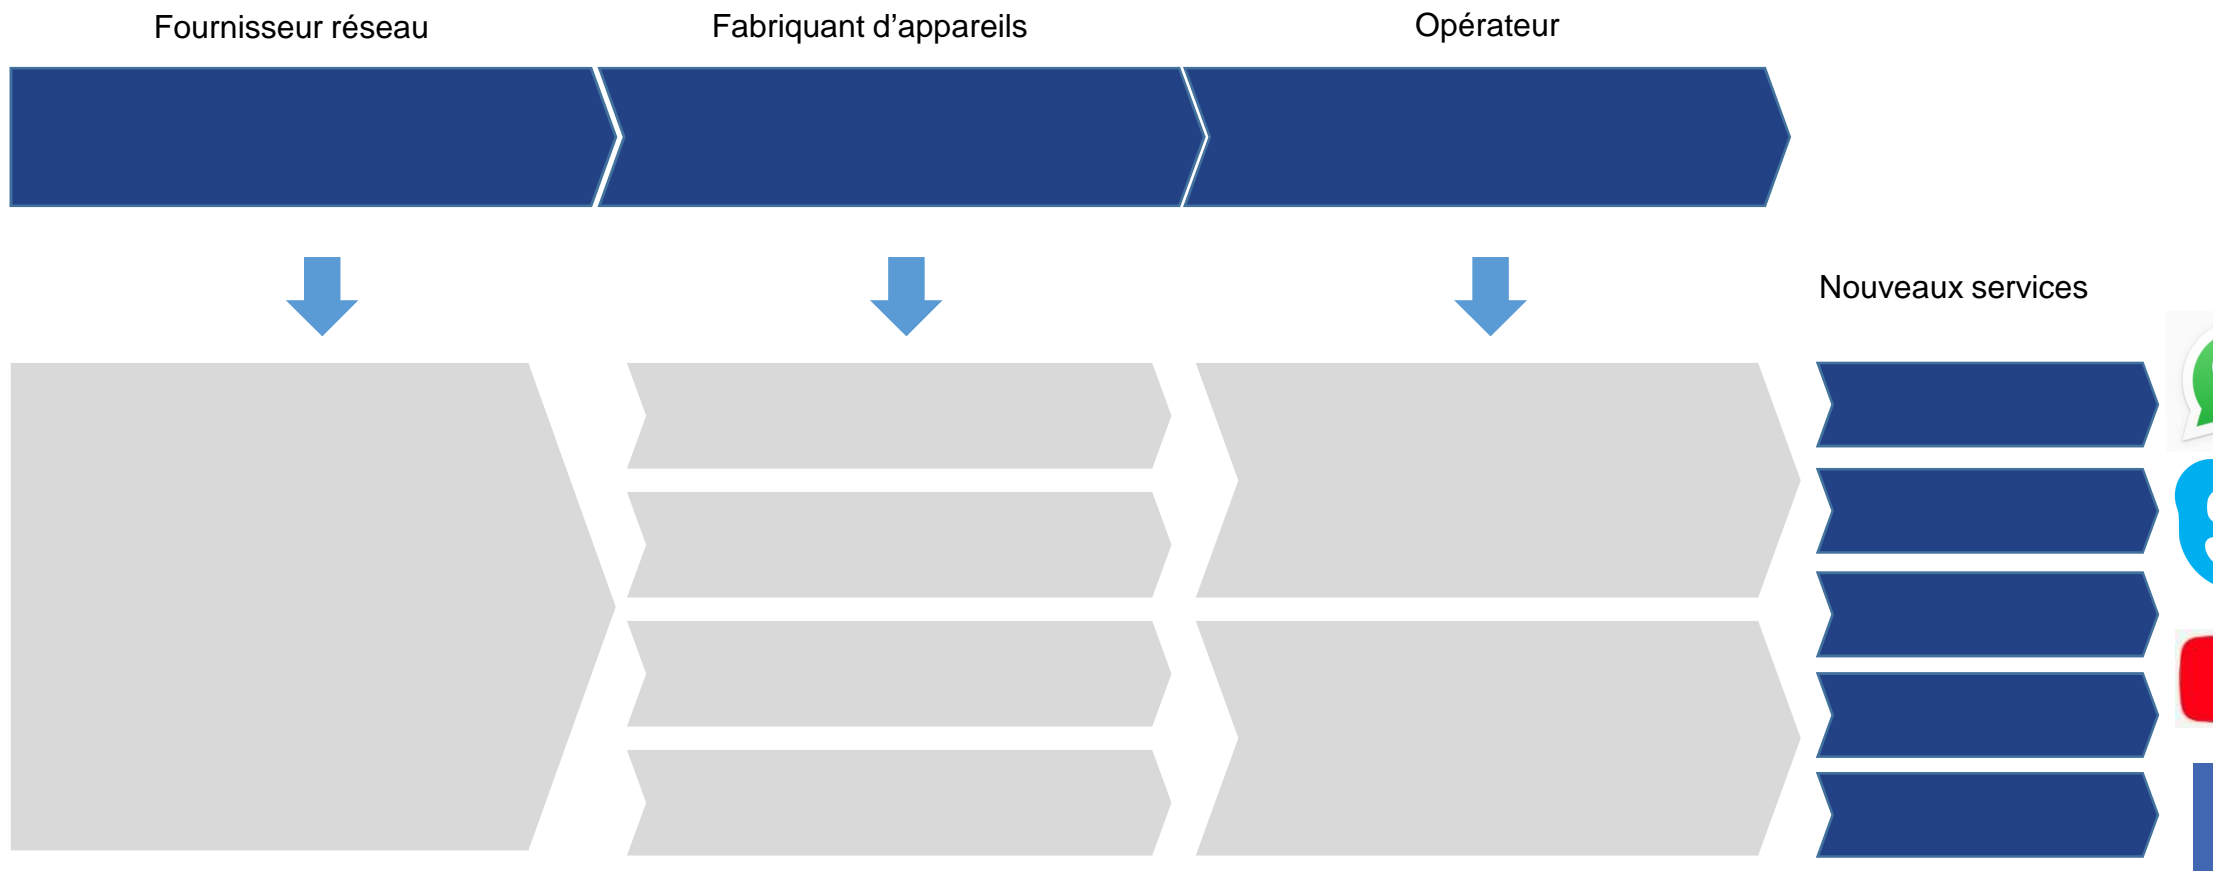 Fournisseur réseau
Fabriquant d'appareils
Opérateur
Nouveaux services